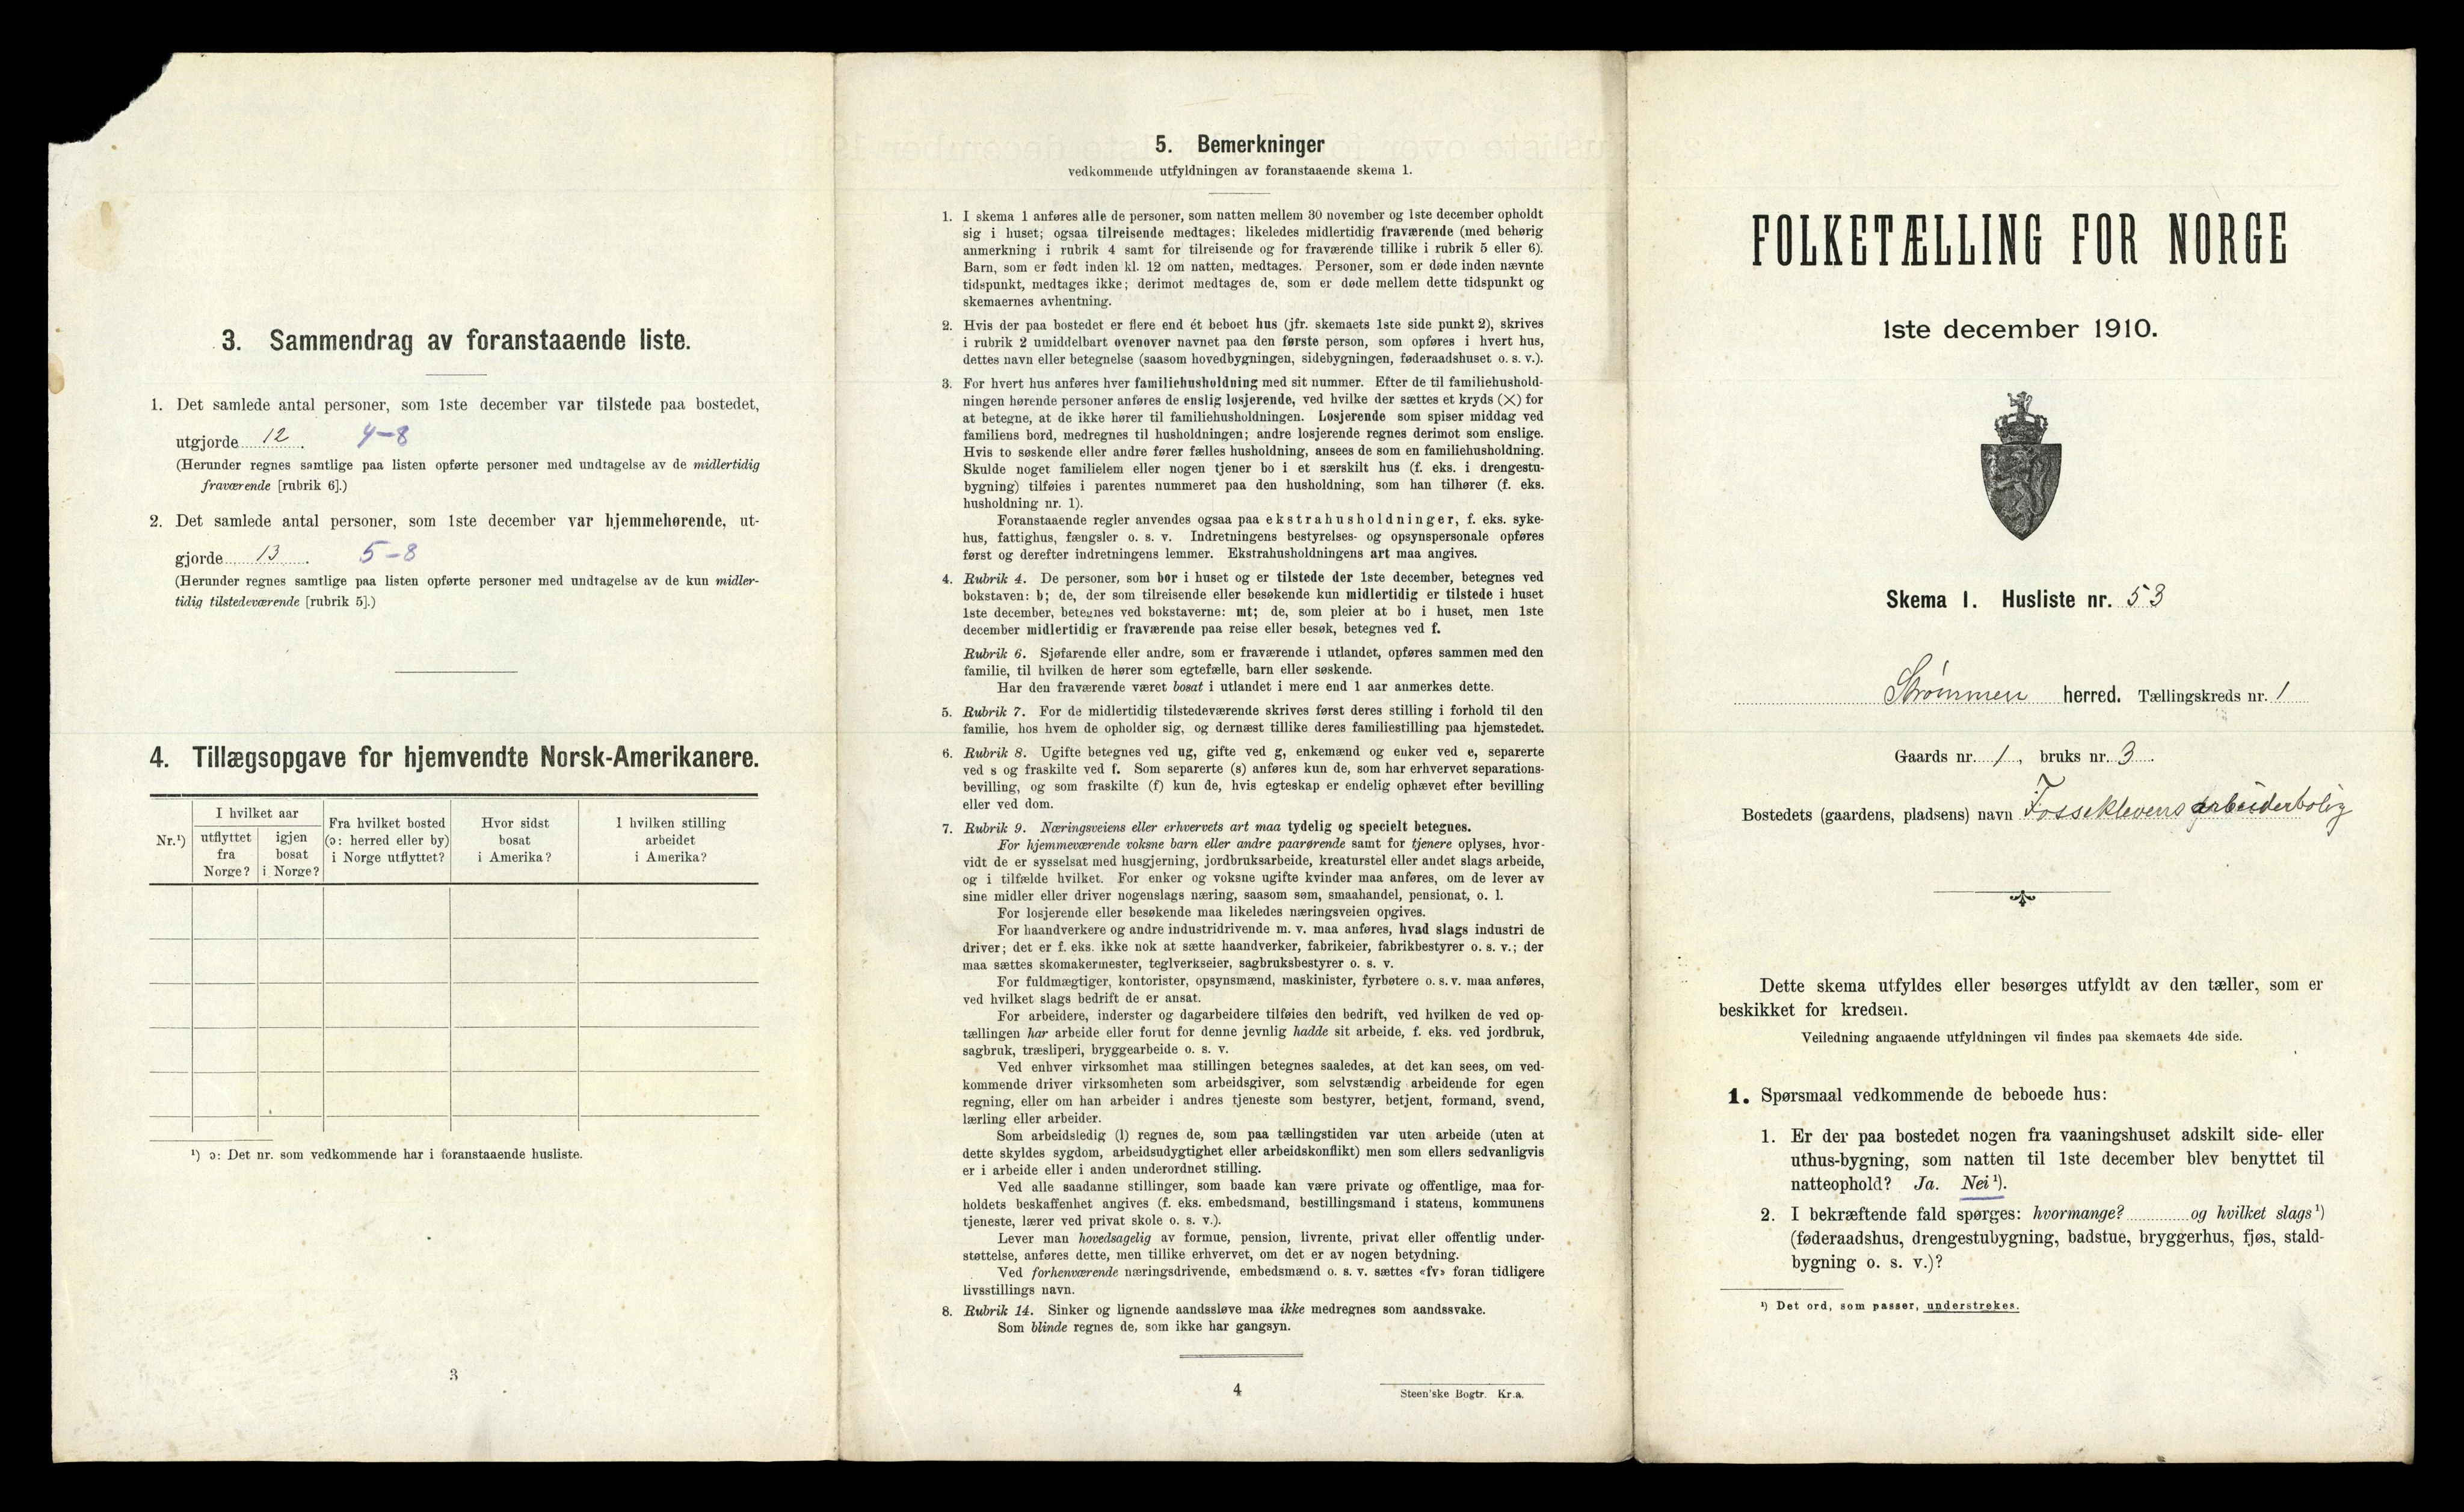 3. Sammendrag av foranstaaende liste.
1. Det samlede antal personer, som 1ste december var tilstede paa bostedet,
utgjorde 12. 4–8
(Herunder regnes samtlige paa listen opførte personer med undtagelse av de midlertidig
fraværende [rubrik 6].)
2. Det samlede antal personer, som 1ste december var hjemmehørende, ut-
gjorde 13. 5–8
(Herunder regnes samtlige paa listen opførte personer med undtagelse av de kun midler-
tidig tilstedeværende [rubrik 5].)
4. Tillægsopgave for hjemvendte Norsk-Amerikanere.
Nr.¹)
I hvilket aar
utflyttet
fra
Norge?
igjen
bosat
i Norge?
Fra hvilket bosted
(ɔ: herred eller by)
i Norge utflyttet?
Hvor sidst
bosat
i Amerika?
I hvilken stilling
arbeidet
i Amerika?
¹) ɔ: Det nr. som vedkommende har i foranstaaende husliste.
3
5. Bemerkninger
vedkommende utfyldningen av foranstaaende skema 1.
1. I skema 1 anføres alle de personer, som natten mellem 30 november og 1ste december opholdt
sig i huset; ogsaa tilreisende medtages; likeledes midlertidig fraværende (med behørig
anmerkning i rubrik 4 samt for tilreisende og for fraværende tillike i rubrik 5 eller 6).
Barn, som er født inden kl. 12 om natten, medtages. Personer, som er døde inden nævnte
tidspunkt, medtages ikke; derimot medtages de, som er døde mellem dette tidspunkt og
skemaernes avhentning.
2. Hvis der paa bostedet er flere end ét beboet hus (jfr. skemaets 1ste side punkt 2), skrives
i rubrik 2 umiddelbart ovenover navnet paa den første person, som opføres i hvert hus,
dettes navn eller betegnelse (saasom hovedbygningen, sidebygningen, føderaadshuset o. s. v.).
3. For hvert hus anføres hver familiehusholdning med sit nummer. Efter de til familiehushold-
ningen hørende personer anføres de enslig losjerende, ved hvilke der sættes et kryds (×) for
at betegne, at de ikke hører til familiehusholdningen. Losjerende som spiser middag ved
familiens bord, medregnes til husholdningen; andre losjerende regnes derimot som enslige.
Hvis to søskende eller andre fører fælles husholdning, ansees de som en familiehusholdning.
Skulde noget familielem eller nogen tjener bo i et særskilt hus (f. eks. i drengestu-
bygning) tilføies i parentes nummeret paa den husholdning, som han tilhører (f. eks.
husholdning nr. 1).
Foranstaaende regler anvendes ogsaa paa ekstrahusholdninger, f. eks. syke-
hus, fattighus, fængsler o. s. v. Indretningens bestyrelses- og opsynspersonale opføres
først og derefter indretningens lemmer. Ekstrahusholdningens art maa angives.
4. Rubrik 4. De personer, som bor i huset og er tilstede der 1ste december, betegnes ved
bokstaven: b; de, der som tilreisende eller besøkende kun midlertidig er tilstede i huset
1ste december, betegnes ved bokstaverne: mt; de, som pleier at bo i huset, men 1ste
december midlertidig er fraværende paa reise eller besøk, betegnes ved f.
Rubrik 6. Sjøfarende eller andre, som er fraværende i utlandet, opføres sammen med den
familie, til hvilken de hører som egtefælle, barn eller søskende.
Har den fraværende været bosat i utlandet i mere end 1 aar anmerkes dette.
5. Rubrik 7. For de midlertidig tilstedeværende skrives først deres stilling i forhold til den
familie, hos hvem de opholder sig, og dernæst tillike deres familiestilling paa hjemstedet.
6. Rubrik 8. Ugifte betegnes ved ug, gifte ved g, enkemænd og enker ved e, separerte
ved s og fraskilte ved f. Som separerte (s) anføres kun de, som har erhvervet separations-
bevilling, og som fraskilte (f) kun de, hvis egteskap er endelig ophævet efter bevilling
eller ved dom.
7. Rubrik 9. Næringsveiens eller erhvervets art maa tydelig og specielt betegnes.
For hjemmeværende voksne barn eller andre paarørende samt for tjenere oplyses, hvor-
vidt de er sysselsat med husgjerning, jordbruksarbeide, kreaturstel eller andet slags arbeide,
og i tilfælde hvilket. For enker og voksne ugifte kvinder maa anføres, om de lever av
sine midler eller driver nogenslags næring, saasom søm, smaahandel, pensionat, o. l.
For losjerende eller besøkende maa likeledes næringsveien opgives.
For haandverkere og andre industridrivende m. v. maa anføres, hvad slags industri de
driver; det er f. eks. ikke nok at sætte haandverker, fabrikeier, fabrikbestyrer o. s. v.; der
maa sættes skomakermester, teglverkseier, sagbruksbestyrer o. s. v.
For fuldmægtiger, kontorister, opsynsmænd, maskinister, fyrbøtere o. s. v. maa anføres,
ved hvilket slags bedrift de er ansat.
For arbeidere, inderster og dagarbeidere tilføies den bedrift, ved hvilken de ved op-
tællingen har arbeide eller forut for denne jevnlig hadde sit arbeide, f. eks. ved jordbruk,
sagbruk, træsliperi, bryggearbeide o. s. v.
Ved enhver virksomhet maa stillingen betegnes saaledes, at det kan sees, om ved-
kommende driver virksomheten som arbeidsgiver, som selvstændig arbeidende for egen
regning, eller om han arbeider i andres tjeneste som bestyrer, betjent, formand, svend,
lærling eller arbeider.
Som arbeidsledig (l) regnes de, som paa tællingstiden var uten arbeide (uten at
dette skyldes sygdom, arbeidsudygtighet eller arbeidskonflikt) men som ellers sedvanligvis
er i arbeide eller i anden underordnet stilling.
Ved alle saadanne stillinger, som baade kan være private og offentlige, maa for-
holdets beskaffenhet angives (f. eks. embedsmand, bestillingsmand i statens, kommunens
tjeneste, lærer ved privat skole o. s. v.).
Lever man hovedsagelig av formue, pension, livrente, privat eller offentlig under-
støttelse, anføres dette, men tillike erhvervet, om det er av nogen betydning.
Ved forhenværende næringsdrivende, embedsmænd o. s. v. sættes «fv» foran tidligere
livsstillings navn.
8. Rubrik 14. Sinker og lignende aandssløve maa ikke medregnes som aandssvake.
Som blinde regnes de, som ikke har gangsyn.
4
Steen'ske Bogtr. Kr.a.
FOLKETÆLLING FOR NORGE
1ste december 1910.
Skema 1. Husliste nr. 53
Strømmen herred. Tællingskreds nr. 1
Gaards nr. 1, bruks nr. 3.
Bostedets (gaardens, pladsens) navn Fosseklevens arbeiderbolig
Dette skema utfyldes eller besørges utfyldt av den tæller, som er
beskikket for kredsen.
Veiledning angaaende utfyldningen vil findes paa skemaets 4de side.
1. Spørsmaal vedkommende de beboede hus:
1. Er der paa bostedet nogen fra vaaningshuset adskilt side- eller
uthus-bygning, som natten til 1ste december blev benyttet til
natteophold? Ja. Nei¹).
2. I bekræftende fald spørges: hvormange? og hvilket slags¹)
(føderaadshus, drengestubygning, badstue, bryggerhus, fjøs, stald-
bygning o. s. v.)?
¹) Det ord, som passer, understrekes.